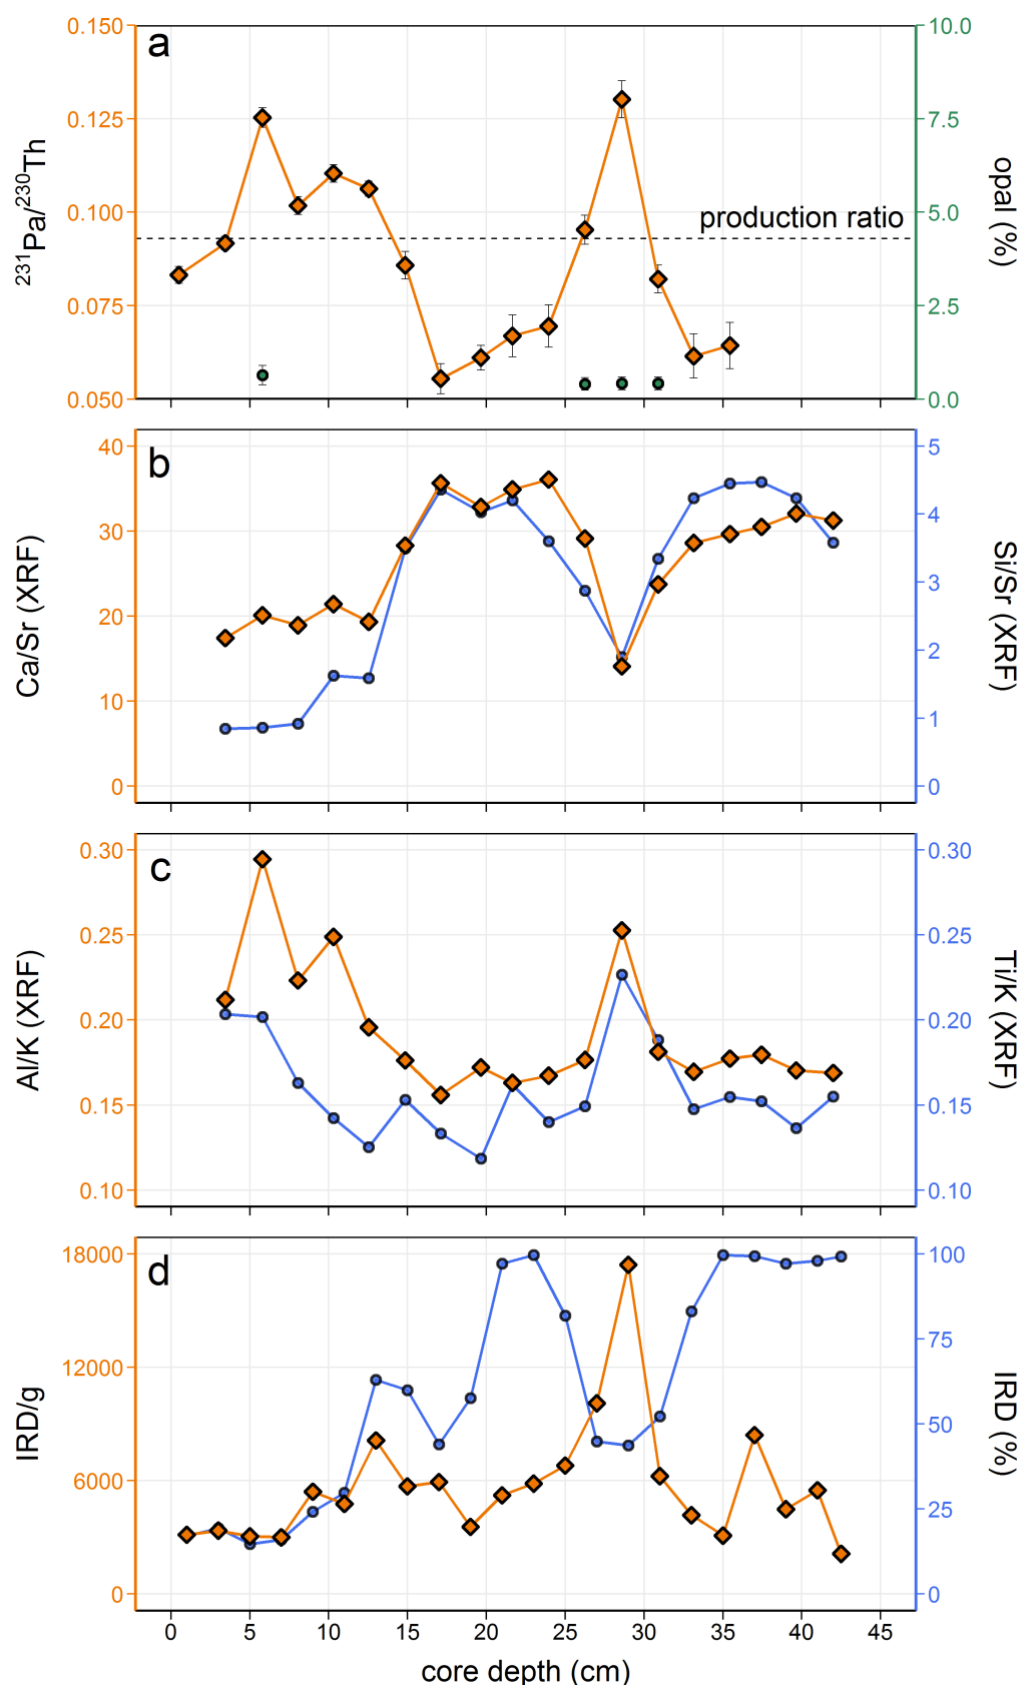 a
0.150
0.125
0.100
0.075
0.050
231Pa/230Th
production ratio
10.0
7.5
5.0
2.5
0.0
opal (%)
b
40
30
20
10
0
Ca/Sr (XRF)
5
4
3
2
1
0
Si/Sr (XRF)
c
0.30
0.25
0.20
0.15
0.10
Al/K (XRF)
0.30
0.25
0.20
0.15
0.10
Ti/K (XRF)
d
18000
12000
6000
0
IRD/g
100
75
50
25
0
IRD (%)
0 5 10 15 20 25 30 35 40 45
core depth (cm)